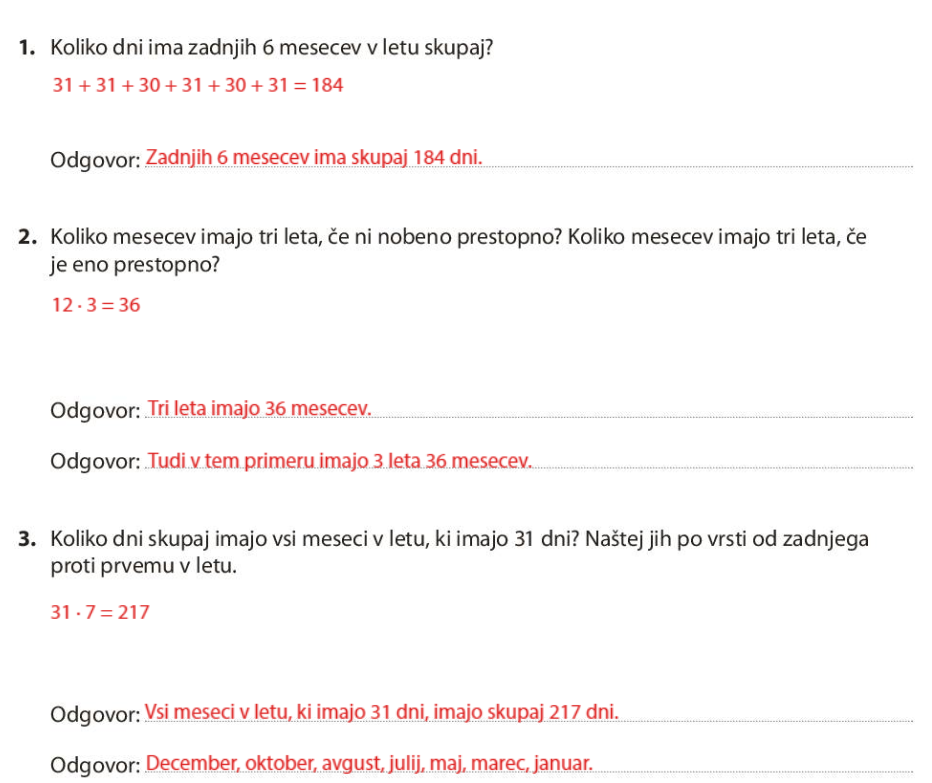 1. Koliko dni ima zadnjih 6 mesecev v letu skupaj?
31 + 31 + 30 + 31 + 30 + 31 = 184
Odgovor: Zadnjih 6 mesecev ima skupaj 184 dni.
2. Koliko mesecev imajo tri leta, če ni nobeno prestopno? Koliko mesecev imajo tri leta, če
je eno prestopno?
12 · 3 = 36
Odgovor: Tri leta imajo 36 mesecev.
Odgovor: Tudi v tem primeru imajo 3 leta 36 mesecev.
3. Koliko dni skupaj imajo vsi meseci v letu, ki imajo 31 dni? Naštej jih po vrsti od zadnjega
proti prvemu v letu.
31 · 7 = 217
Odgovor: Vsi meseci v letu, ki imajo 31 dni, imajo skupaj 217 dni.
Odgovor: December, oktober, avgust, julij, maj, marec, januar.